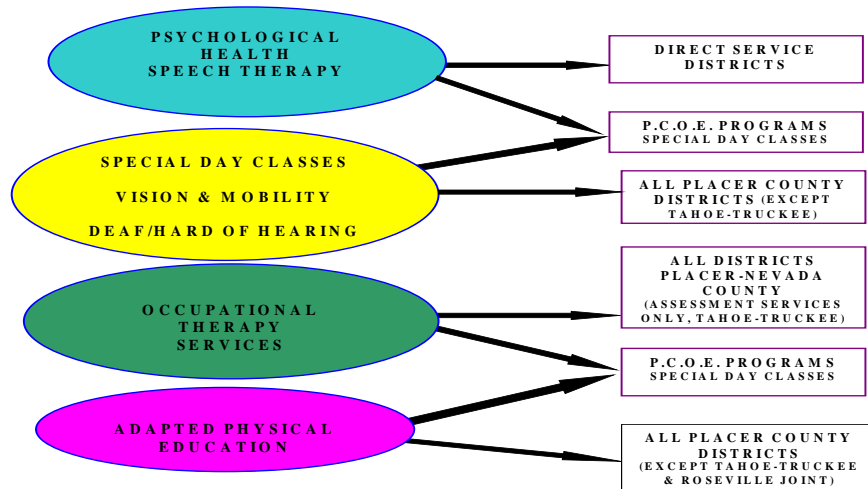 PSYCHOLOGICAL
HEALTH
SPEECH THERAPY
DIRECT SERVICE
DISTRICTS
P.C.O.E. PROGRAMS
SPECIAL DAY CLASSES
SPECIAL DAY CLASSES
VISION & MOBILITY
DEAF/HARD OF HEARING
ALL PLACER COUNTY
DISTRICTS (EXCEPT
TAHOE-TRUCKEE)
ALL DISTRICTS
PLACER-NEVADA
COUNTY
(ASSESSMENT SERVICES
ONLY, TAHOE-TRUCKEE)
OCCUPATIONAL
THERAPY
SERVICES
P.C.O.E. PROGRAMS
SPECIAL DAY CLASSES
ADAPTED PHYSICAL
EDUCATION
ALL PLACER COUNTY
DISTRICTS
(EXCEPT TAHOE-TRUCKEE
& ROSEVILLE JOINT)